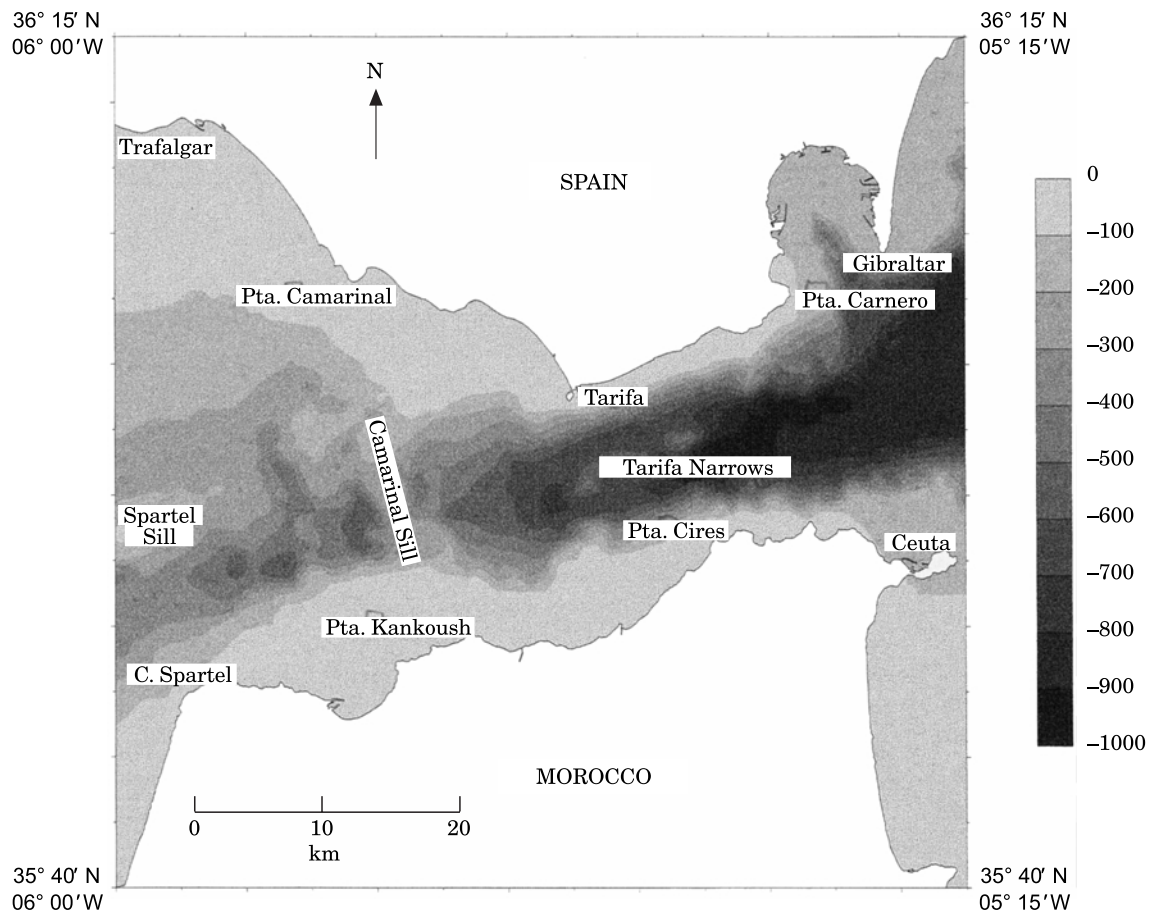 36° 15′ N
06° 00′ W
36° 15′ N
05° 15′ W
N
Trafalgar
SPAIN
0
–100
–200
–300
–400
–500
–600
–700
–800
–900
–1000
Gibraltar
Pta. Camarinal
Pta. Carnero
Tarifa
Camarinal Sill
Tarifa Narrows
Spartel
Sill
Pta. Cires
Ceuta
Pta. Kankoush
C. Spartel
MOROCCO
0 10 20
km
35° 40′ N
06° 00′ W
35° 40′ N
05° 15′ W